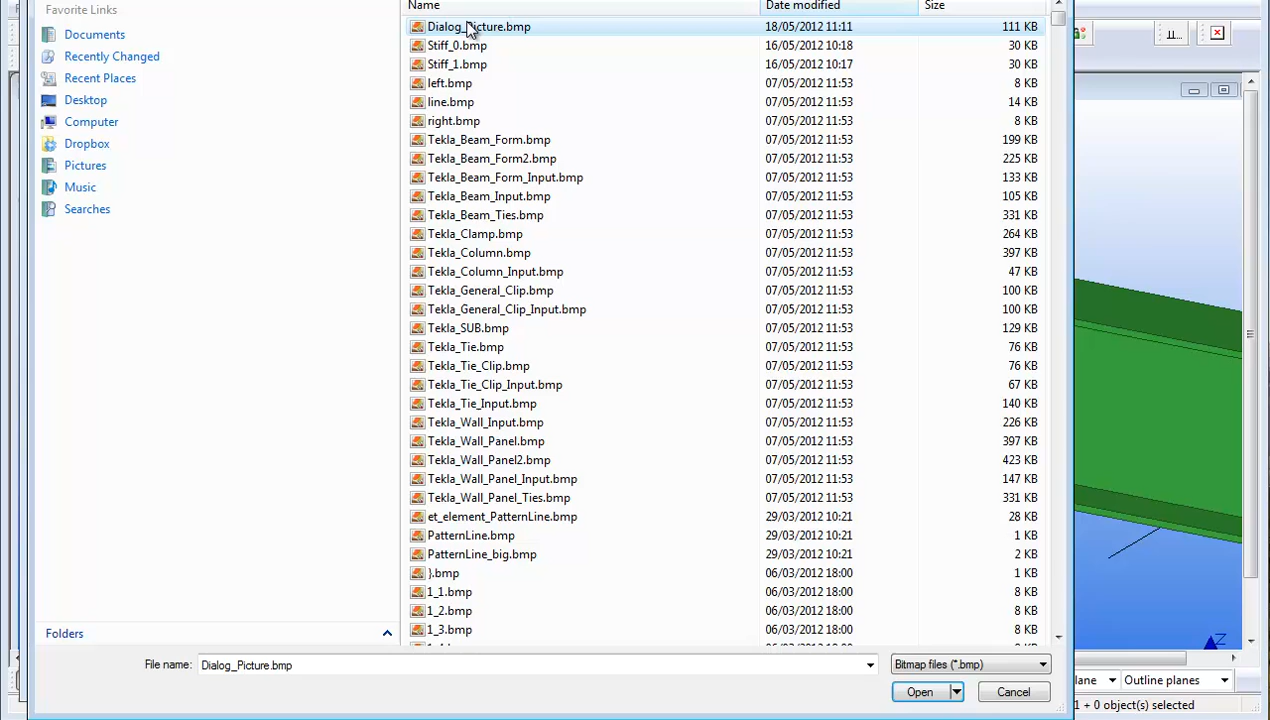 Name Date modified Size
Favorite Links
Documents
Recently Changed
Recent Places
Desktop
Computer
Dropbox
Pictures
Music
Searches
Dialog_Picture.bmp 18/05/2012 11:11 111 KB
Stiff_0.bmp 16/05/2012 10:18 30 KB
Stiff_1.bmp 16/05/2012 10:17 30 KB
left.bmp 07/05/2012 11:53 8 KB
line.bmp 07/05/2012 11:53 14 KB
right.bmp 07/05/2012 11:53 8 KB
Tekla_Beam_Form.bmp 07/05/2012 11:53 199 KB
Tekla_Beam_Form2.bmp 07/05/2012 11:53 225 KB
Tekla_Beam_Form_Input.bmp 07/05/2012 11:53 133 KB
Tekla_Beam_Input.bmp 07/05/2012 11:53 105 KB
Tekla_Beam_Ties.bmp 07/05/2012 11:53 331 KB
Tekla_Clamp.bmp 07/05/2012 11:53 264 KB
Tekla_Column.bmp 07/05/2012 11:53 397 KB
Tekla_Column_Input.bmp 07/05/2012 11:53 47 KB
Tekla_General_Clip.bmp 07/05/2012 11:53 100 KB
Tekla_General_Clip_Input.bmp 07/05/2012 11:53 100 KB
Tekla_SUB.bmp 07/05/2012 11:53 129 KB
Tekla_Tie.bmp 07/05/2012 11:53 76 KB
Tekla_Tie_Clip.bmp 07/05/2012 11:53 76 KB
Tekla_Tie_Clip_Input.bmp 07/05/2012 11:53 67 KB
Tekla_Tie_Input.bmp 07/05/2012 11:53 140 KB
Tekla_Wall_Input.bmp 07/05/2012 11:53 226 KB
Tekla_Wall_Panel.bmp 07/05/2012 11:53 397 KB
Tekla_Wall_Panel2.bmp 07/05/2012 11:53 423 KB
Tekla_Wall_Panel_Input.bmp 07/05/2012 11:53 147 KB
Tekla_Wall_Panel_Ties.bmp 07/05/2012 11:53 331 KB
et_element_PatternLine.bmp 29/03/2012 10:21 28 KB
PatternLine.bmp 29/03/2012 10:21 1 KB
PatternLine_big.bmp 29/03/2012 10:21 2 KB
}.bmp 06/03/2012 18:00 1 KB
1_1.bmp 06/03/2012 18:00 8 KB
1_2.bmp 06/03/2012 18:00 8 KB
1_3.bmp 06/03/2012 18:00 8 KB
Folders
File name: Dialog_Picture.bmp Bitmap files (*.bmp)
Open Cancel
lane Outline planes
1 + 0 object(s) selected
Z